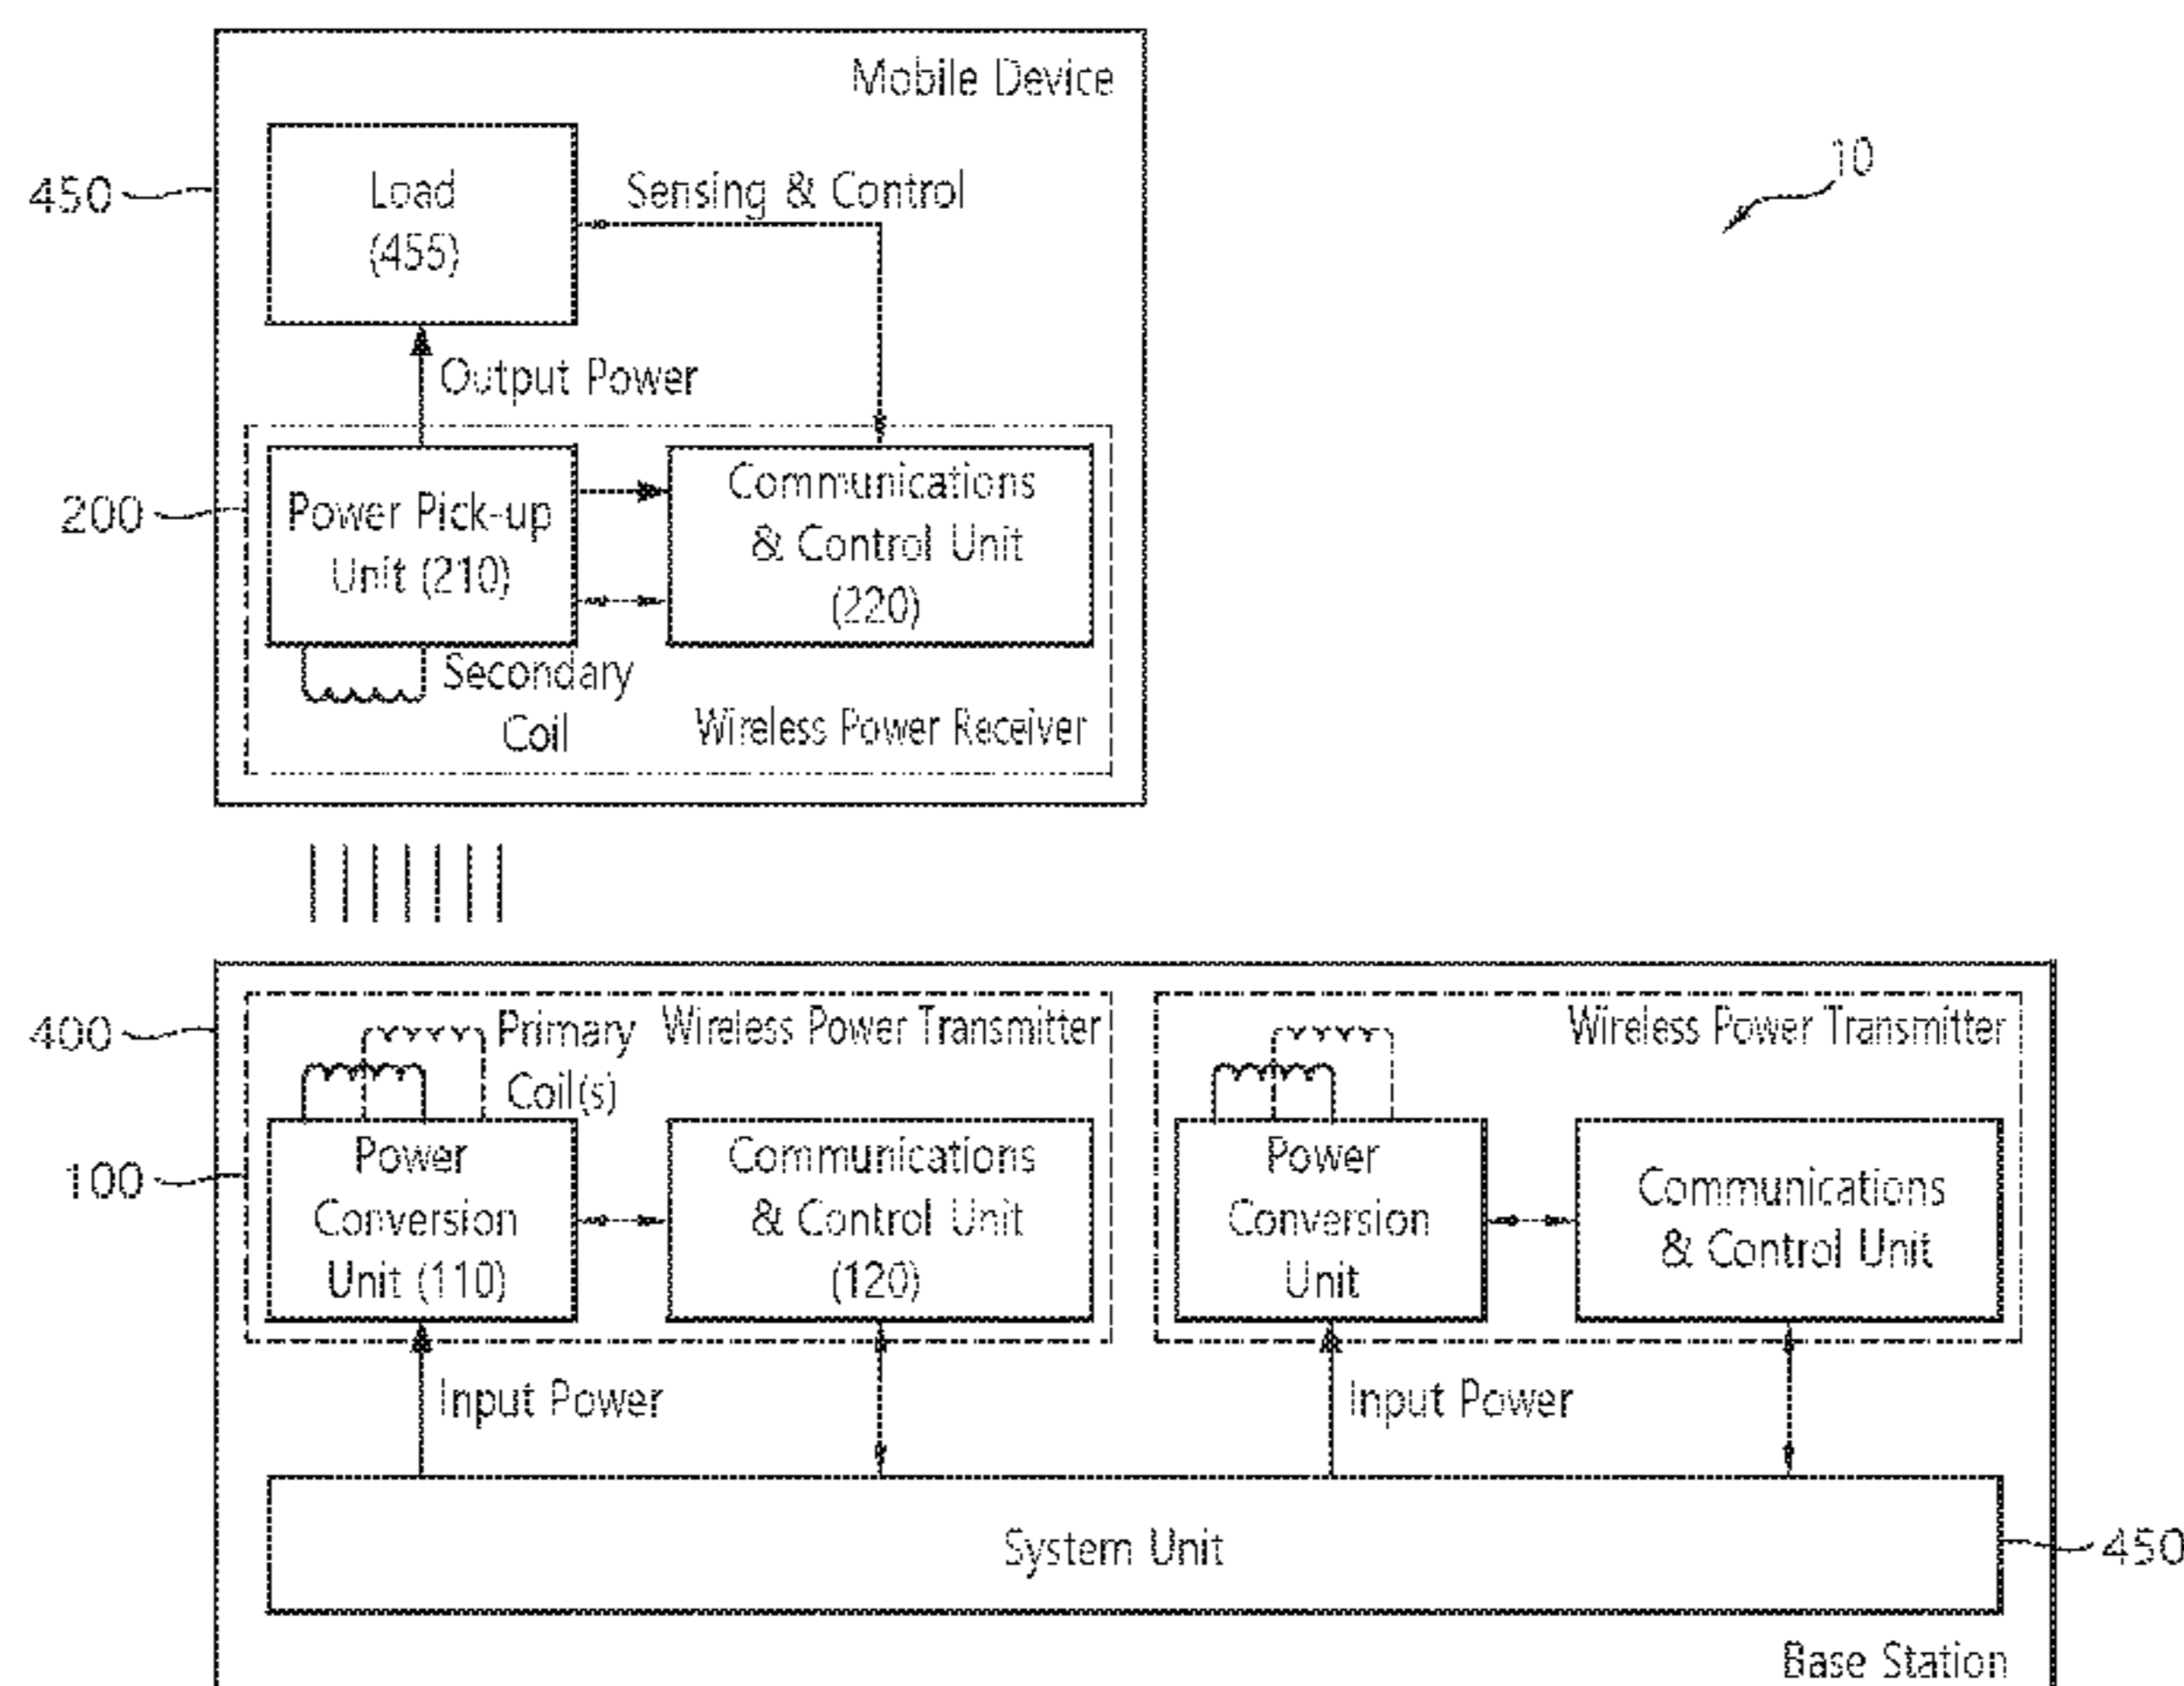 Mobile Device
10
450
Load
(455)
Sensing & Control
Output Power
200
Power Pick-up
Unit (210)
Communications
& Control Unit
(220)
Secondary
Coil
Wireless Power Receiver
400
Primary
Coil(s)
Wireless Power Transmitter
Wireless Power Transmitter
100
Power
Conversion
Unit (110)
Communications
& Control Unit
(120)
Power
Conversion
Unit
Communications
& Control Unit
Input Power
Input Power
System Unit
450
Base Station